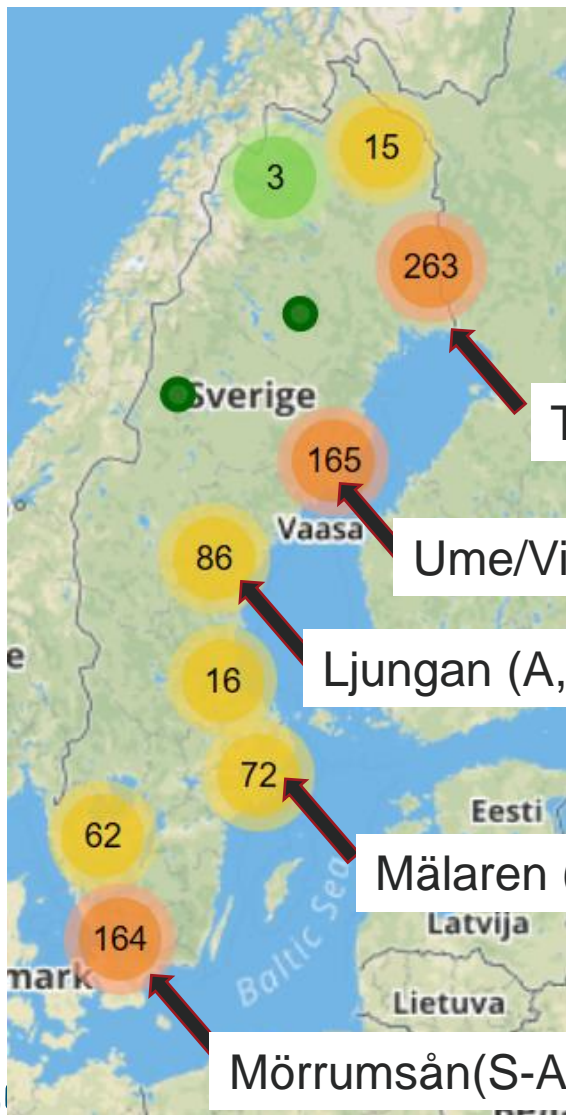 15
3
263
Sverige
T
165
Vaasa
Ume/Vi
86
Ljungan (A,
16
72
Eesti
62
Mälaren
Baltic Sea
Latvija
164
mark
Lietuva
Mörrumsån(S-A